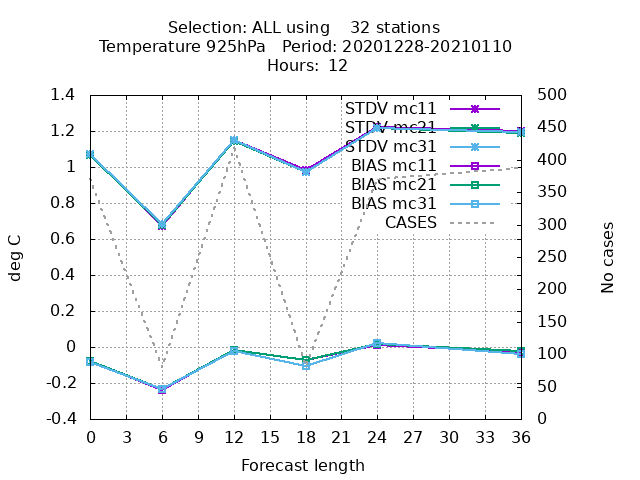 Selection: ALL using    32 stations
Temperature 925hPa   Period: 20201228-20210110
Hours:  12
STDV mc11
STDV mc21
STDV mc31
BIAS mc11
BIAS mc21
BIAS mc31
CASES
1.4
1.2
1
0.8
0.6
0.4
0.2
0
-0.2
-0.4
deg C
500
450
400
350
300
250
200
150
100
50
0
No cases
0 3 6 9 12 15 18 21 24 27 30 33 36
Forecast length